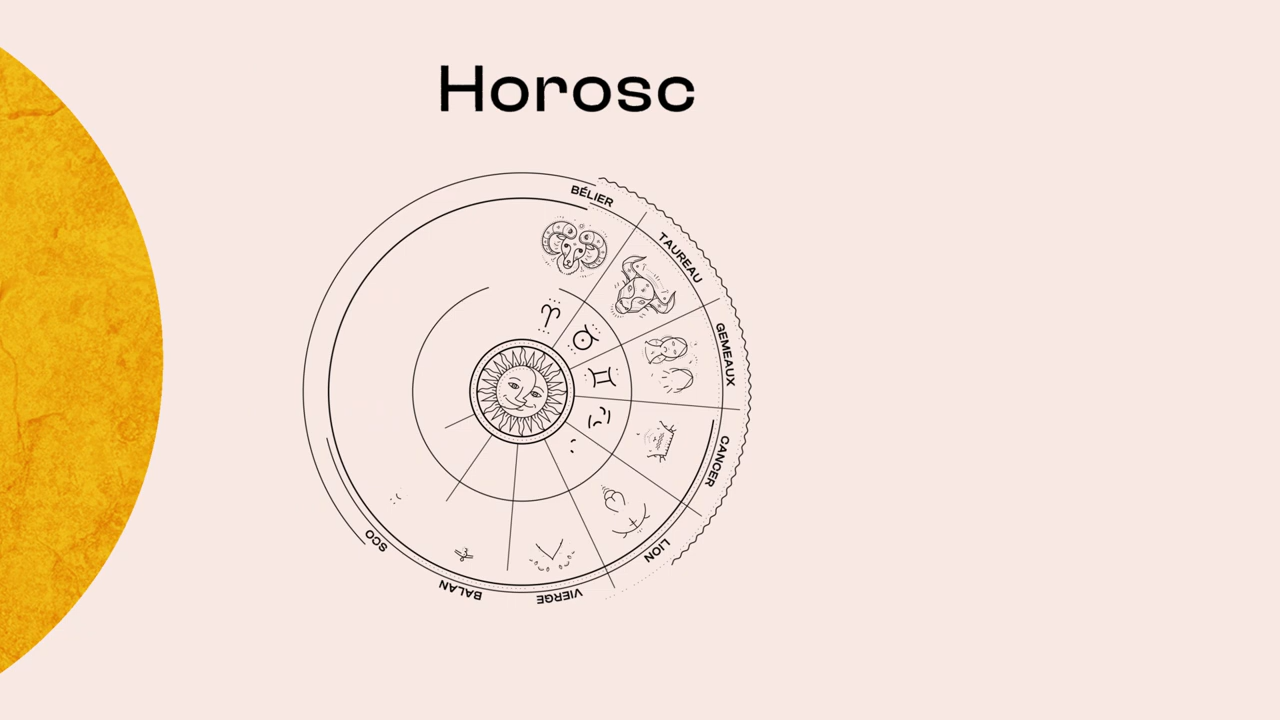 Horosc
BÉLIER
TAUREAU
GEMEAUX
CANCER
LION
VIERGE
BALAN
SCO